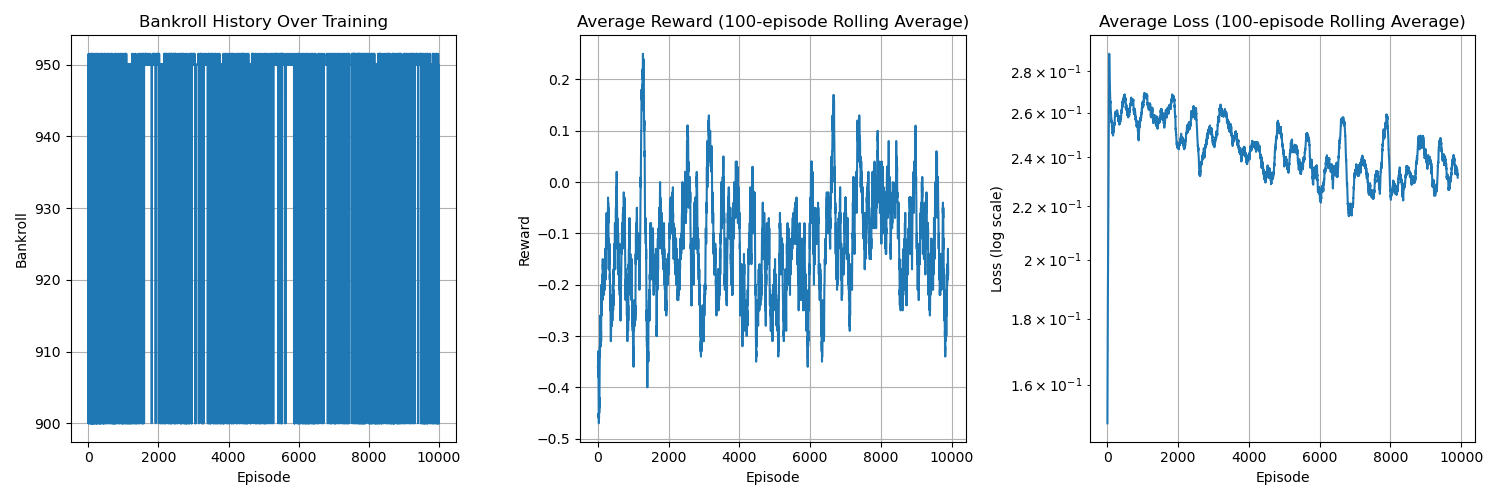 Bankroll History Over Training
950
940
930
920
910
900
Bankroll
0 2000 4000 6000 8000 10000
Episode
Average Reward (100-episode Rolling Average)
0.2
0.1
0.0
−0.1
−0.2
−0.3
−0.4
−0.5
Reward
0 2000 4000 6000 8000 10000
Episode
Average Loss (100-episode Rolling Average)
2.8 × 10⁻¹
2.6 × 10⁻¹
2.4 × 10⁻¹
2.2 × 10⁻¹
2 × 10⁻¹
1.8 × 10⁻¹
1.6 × 10⁻¹
Loss (log scale)
0 2000 4000 6000 8000 10000
Episode